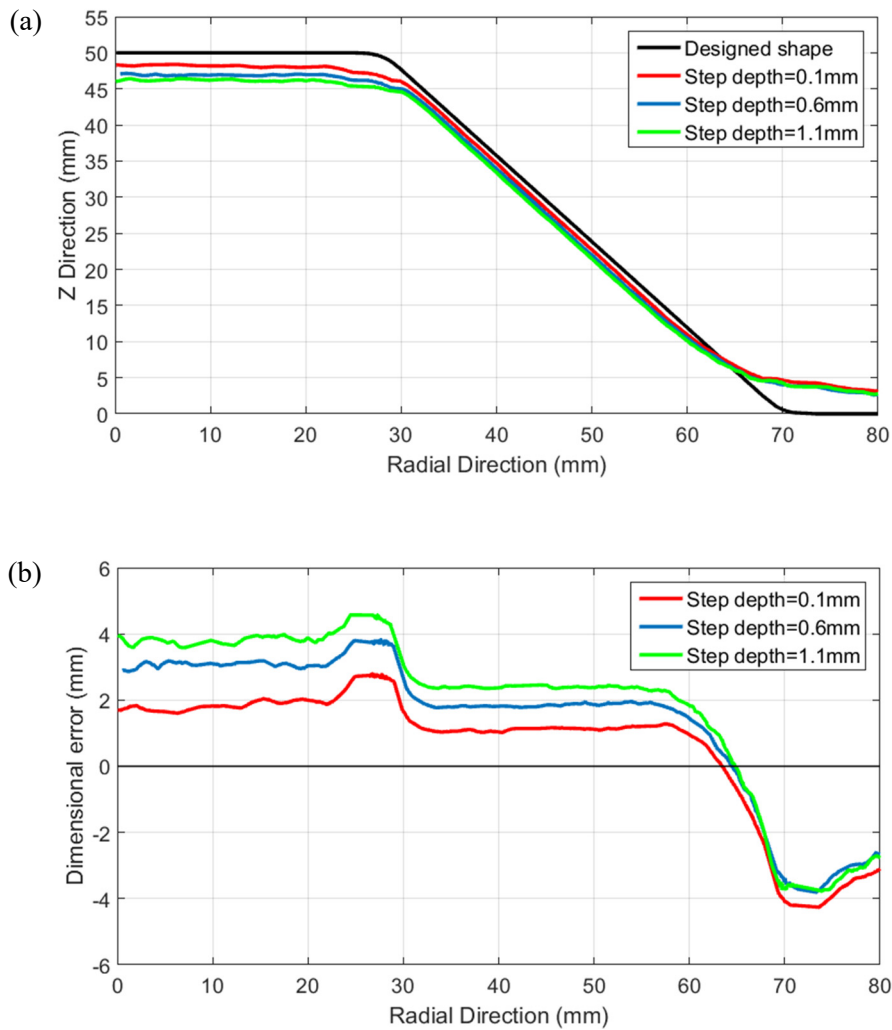 (a)
55
50
45
40
35
30
25
20
15
10
5
0
Z Direction (mm)
Designed shape
Step depth=0.1mm
Step depth=0.6mm
Step depth=1.1mm
0 10 20 30 40 50 60 70 80
Radial Direction (mm)
(b)
6
4
2
0
-2
-4
-6
Dimensional error (mm)
Step depth=0.1mm
Step depth=0.6mm
Step depth=1.1mm
0 10 20 30 40 50 60 70 80
Radial Direction (mm)